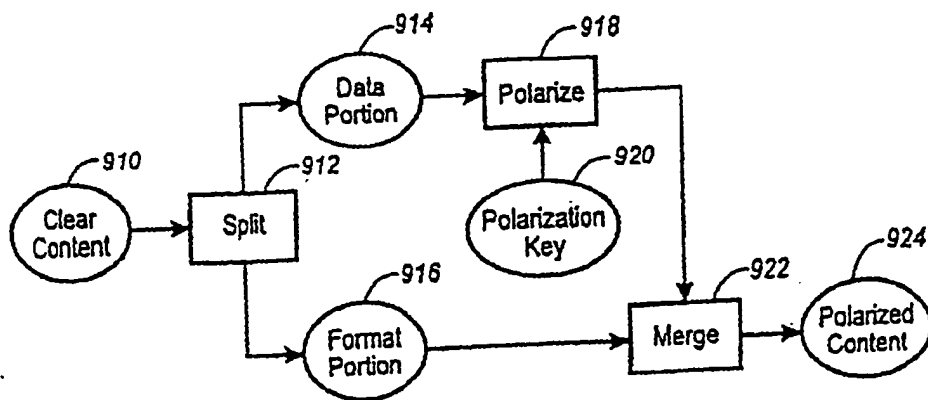 914
918
Data
Portion
Polarize
910
912
920
Clear
Content
Split
Polarization
Key
916
922
924
Format
Portion
Merge
Polarized
Content